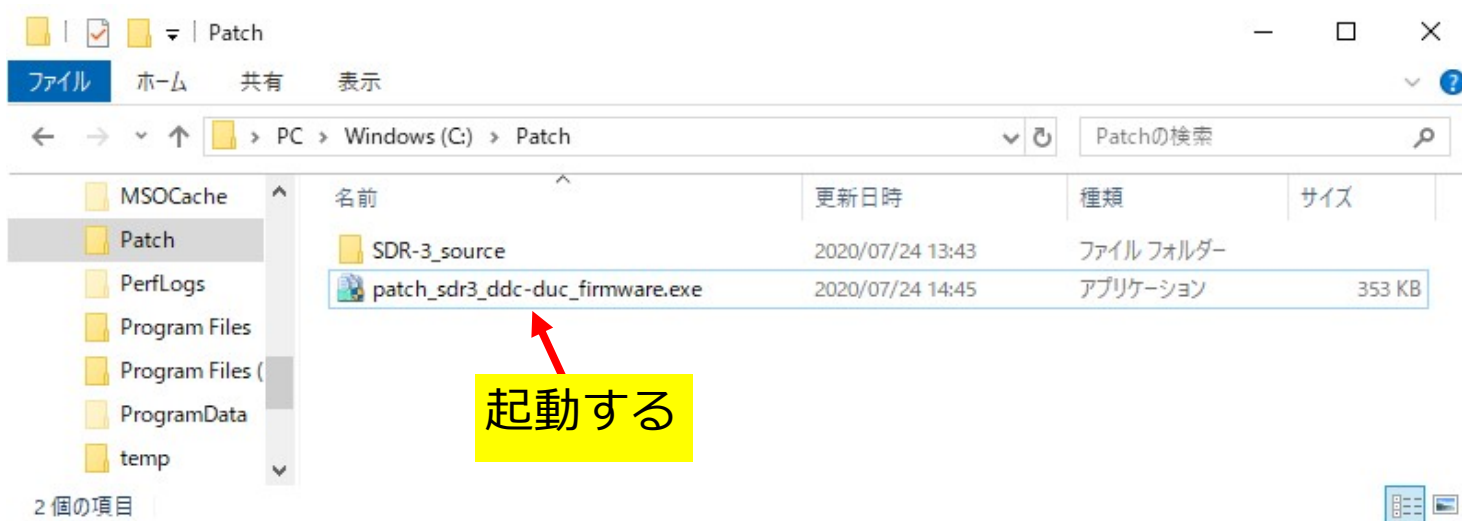 Patch
ファイル ホーム 共有 表示
PC > Windows (C:) > Patch Patchの検索
MSOCache 名前 更新日時 種類 サイズ
Patch SDR-3_source 2020/07/24 13:43 ファイル フォルダー
PerfLogs patch_sdr3_ddc-duc_firmware.exe 2020/07/24 14:45 アプリケーション 353 KB
Program Files
Program Files (
ProgramData
起動する
temp
2 個の項目